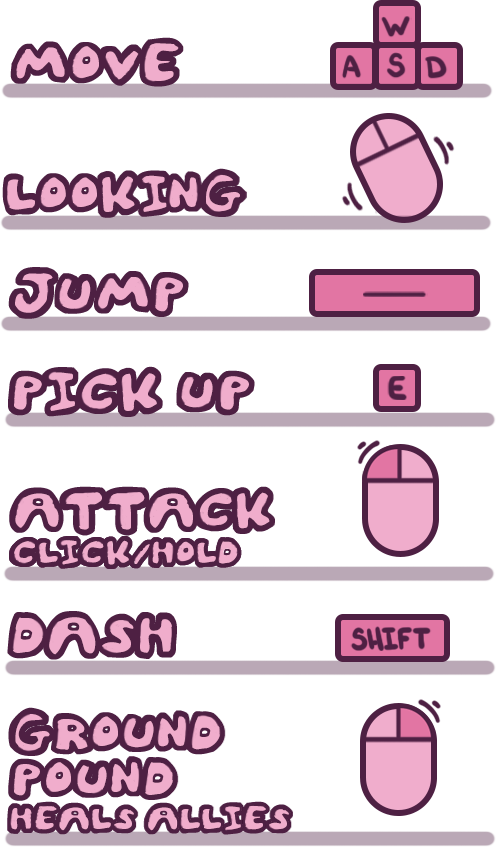 MOVE
W
A S D
LOOKING
JUMP
PICK UP
E
ATTACK
CLICK/HOLD
DASH
SHIFT
GROUND
POUND
HEALS ALLIES